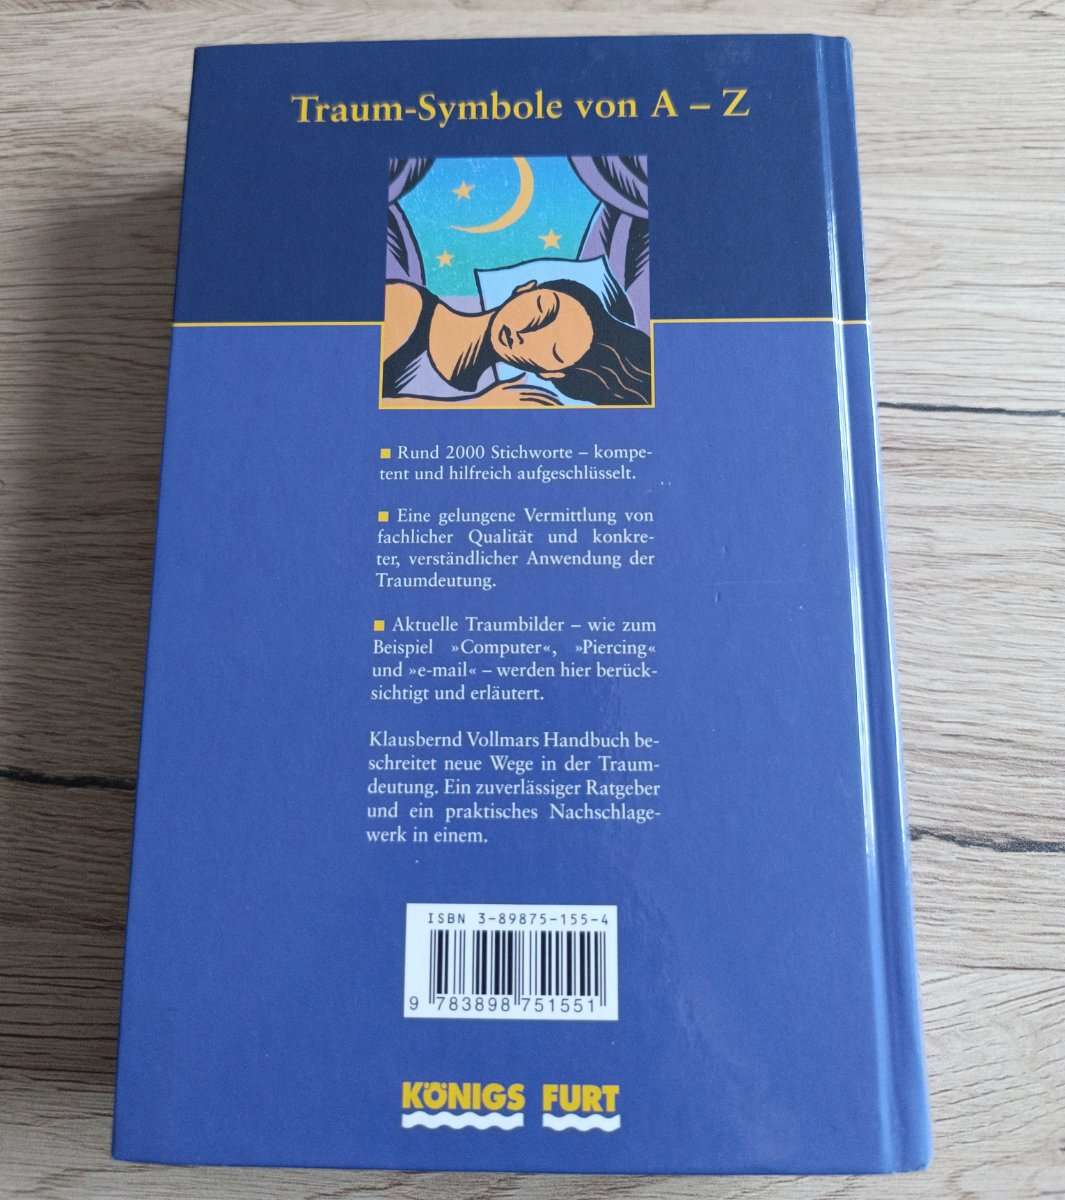 Traum-Symbole von A – Z
■ Rund 2000 Stichworte – kompe-
tent und hilfreich aufgeschlüsselt.
■ Eine gelungene Vermittlung von
fachlicher Qualität und konkre-
ter, verständlicher Anwendung der
Traumdeutung.
■ Aktuelle Traumbilder – wie zum
Beispiel »Computer«, »Piercing«
und »e-mail« – werden hier berück-
sichtigt und erläutert.
Klausbernd Vollmars Handbuch be-
schreitet neue Wege in der Traum-
deutung. Ein zuverlässiger Ratgeber
und ein praktisches Nachschlage-
werk in einem.
ISBN 3-89875-155-4
9 783898 751551
KÖNIGS FURT